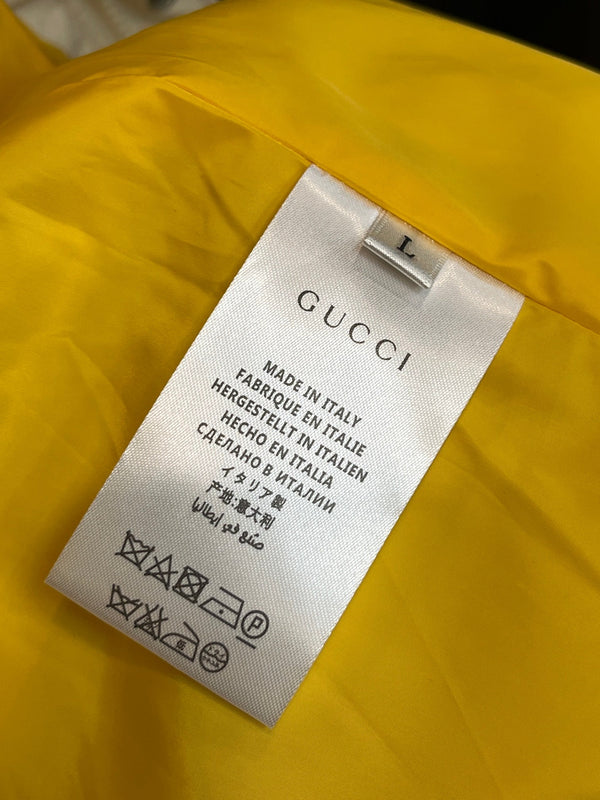 L
GUCCI
MADE IN ITALY
FABRIQUE EN ITALIE
HERGESTELLT IN ITALIEN
HECHO EN ITALIA
СДЕЛАНО В ИТАЛИИ
イタリア製
产地:意大利
صنع في إيطاليا
P